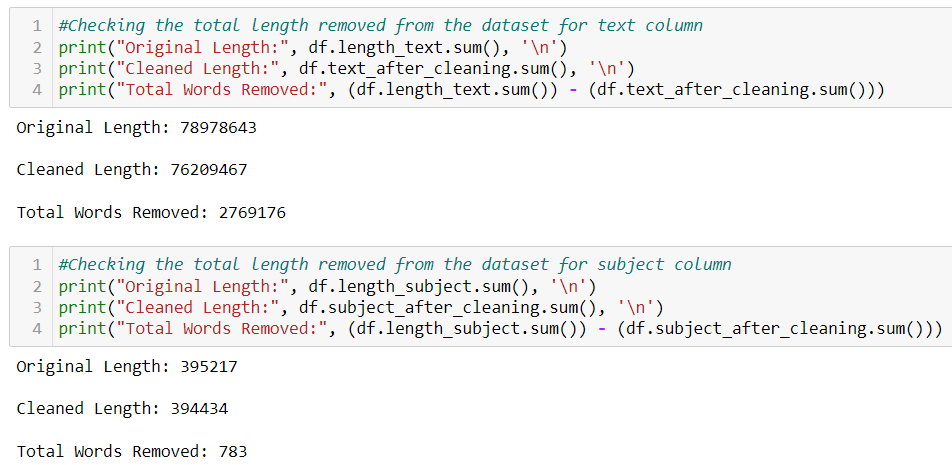 1 #Checking the total length removed from the dataset for text column
2 print("Original Length:", df.length_text.sum(), '\n')
3 print("Cleaned Length:", df.text_after_cleaning.sum(), '\n')
4 print("Total Words Removed:", (df.length_text.sum()) - (df.text_after_cleaning.sum()))
Original Length: 78978643
Cleaned Length: 76209467
Total Words Removed: 2769176
1 #Checking the total length removed from the dataset for subject column
2 print("Original Length:", df.length_subject.sum(), '\n')
3 print("Cleaned Length:", df.subject_after_cleaning.sum(), '\n')
4 print("Total Words Removed:", (df.length_subject.sum()) - (df.subject_after_cleaning.sum()))
Original Length: 395217
Cleaned Length: 394434
Total Words Removed: 783